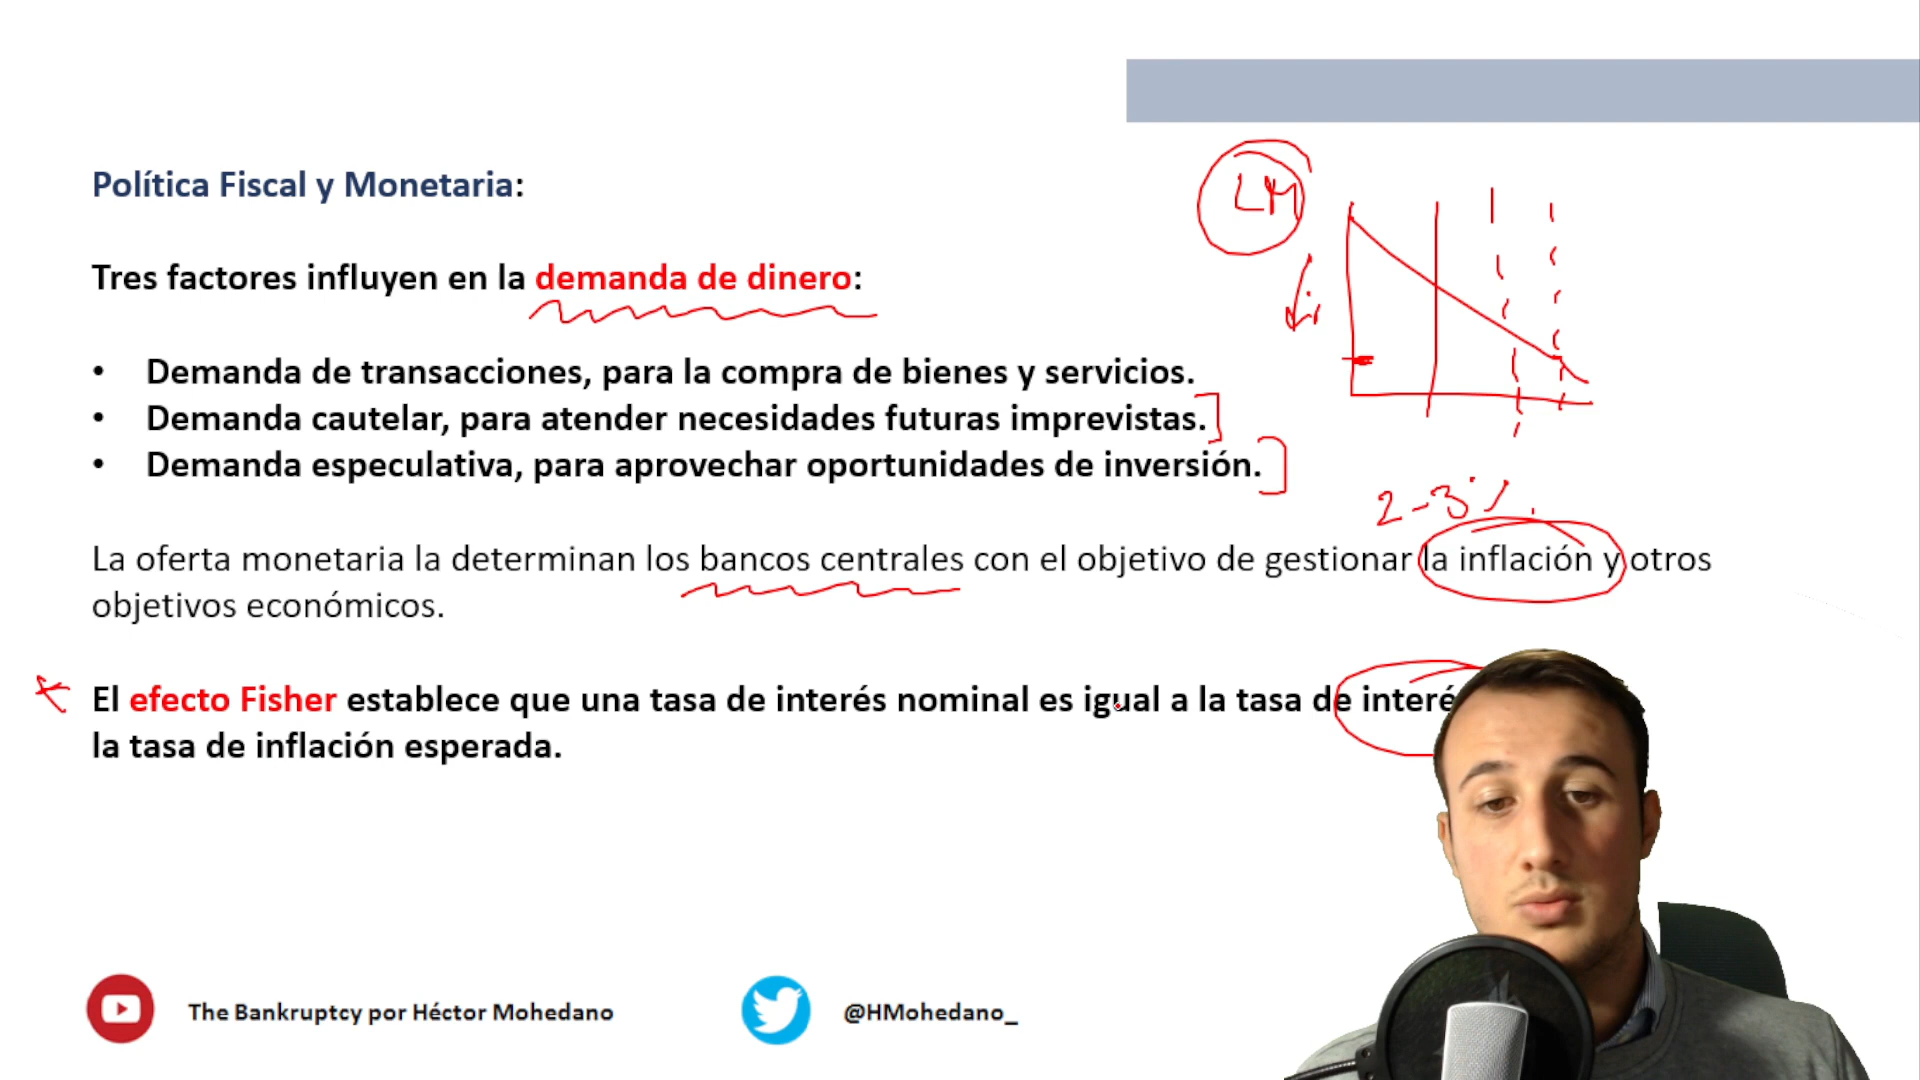 Política Fiscal y Monetaria:
LM
Tres factores influyen en la demanda de dinero:
i
• Demanda de transacciones, para la compra de bienes y servicios.
• Demanda cautelar, para atender necesidades futuras imprevistas.
• Demanda especulativa, para aprovechar oportunidades de inversión.
2-3%.
La oferta monetaria la determinan los bancos centrales con el objetivo de gestionar la inflación y otros
objetivos económicos.
El efecto Fisher establece que una tasa de interés nominal es igual a la tasa de
la tasa de inflación esperada.
The Bankruptcy por Héctor Mohedano
@HMohedano_